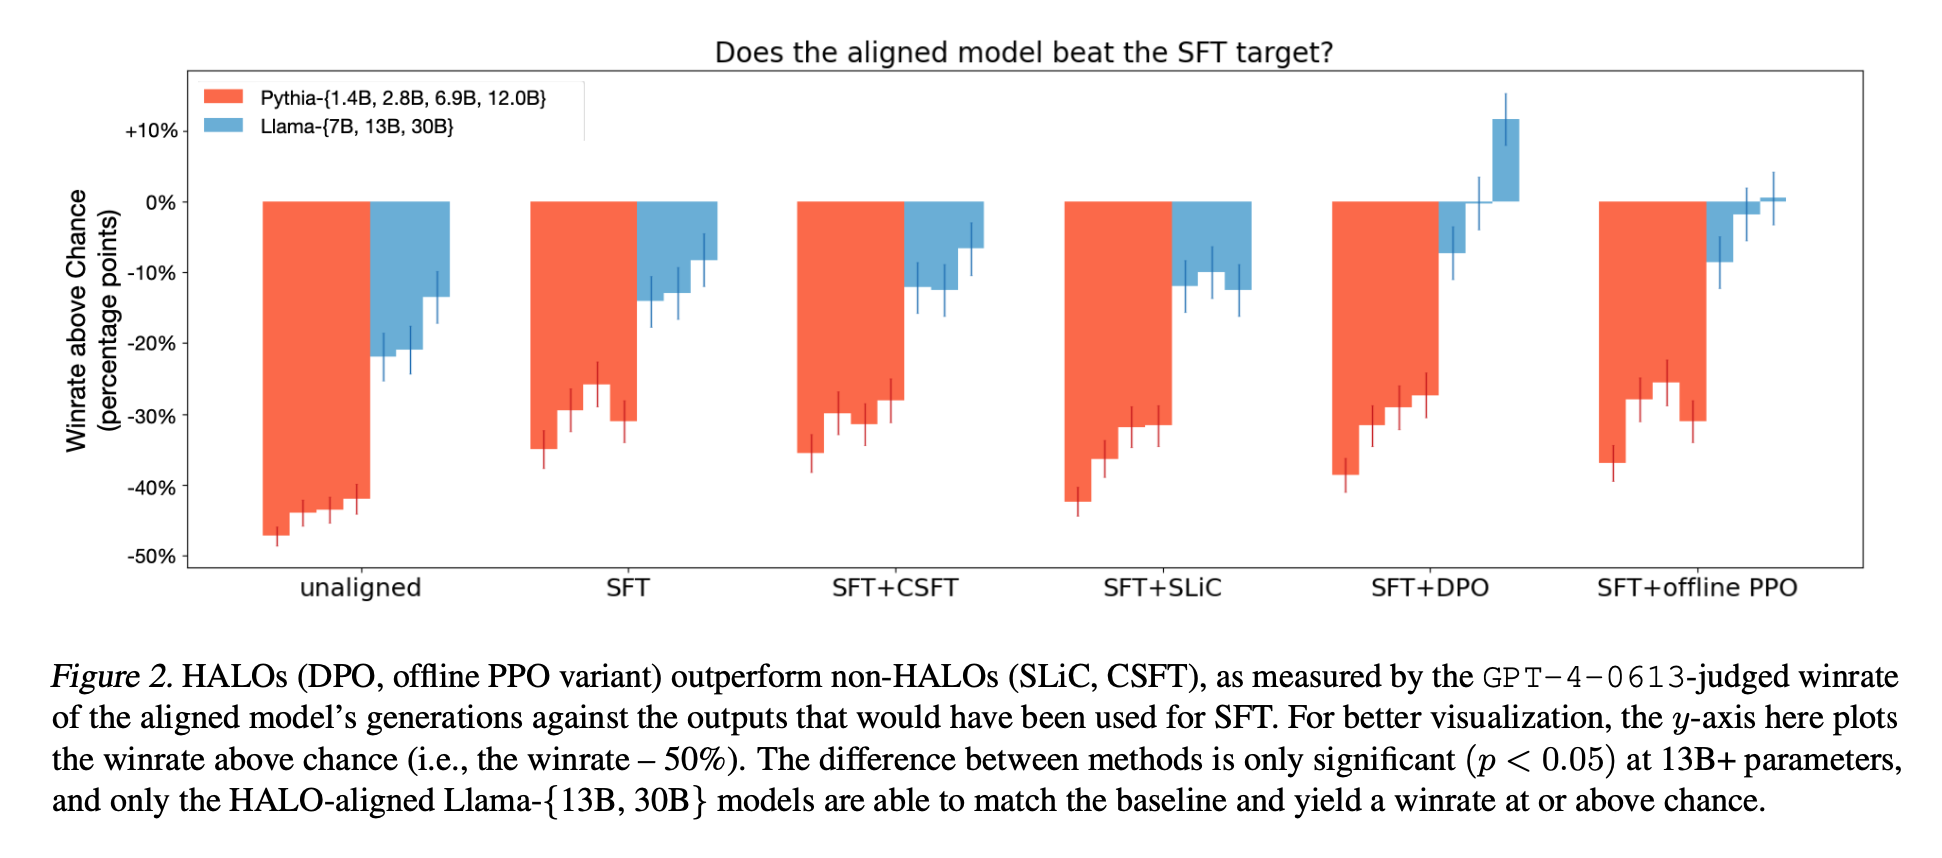 Does the aligned model beat the SFT target?
Pythia-{1.4B, 2.8B, 6.9B, 12.0B}
Llama-{7B, 13B, 30B}
Winrate above Chance
(percentage points)
+10%
0%
-10%
-20%
-30%
-40%
-50%
unaligned
SFT
SFT+CSFT
SFT+SLiC
SFT+DPO
SFT+offline PPO
Figure 2. HALOs (DPO, offline PPO variant) outperform non-HALOs (SLiC, CSFT), as measured by the GPT-4-0613-judged winrate
of the aligned model’s generations against the outputs that would have been used for SFT. For better visualization, the y-axis here plots
the winrate above chance (i.e., the winrate – 50%). The difference between methods is only significant (p < 0.05) at 13B+ parameters,
and only the HALO-aligned Llama-{13B, 30B} models are able to match the baseline and yield a winrate at or above chance.